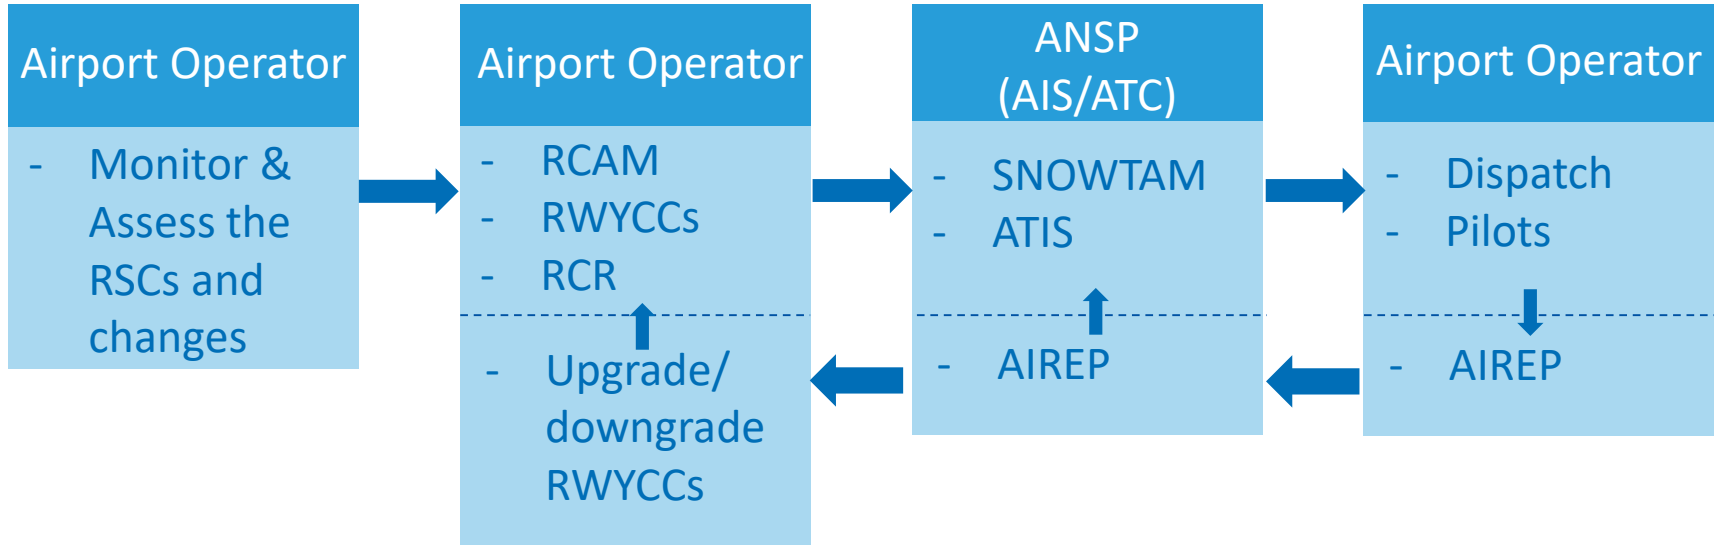 Airport Operator
- Monitor &
Assess the
RSCs and
changes
Airport Operator
- RCAM
- RWYCCs
- RCR
- Upgrade/
downgrade
RWYCCs
ANSP
(AIS/ATC)
- SNOWTAM
- ATIS
- AIREP
Airport Operator
- Dispatch
- Pilots
- AIREP